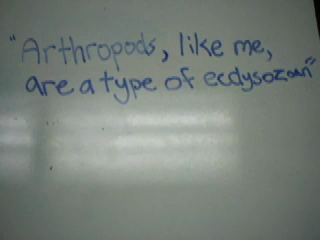 "Arthropods, like me,
are a type of ecdysozoan"